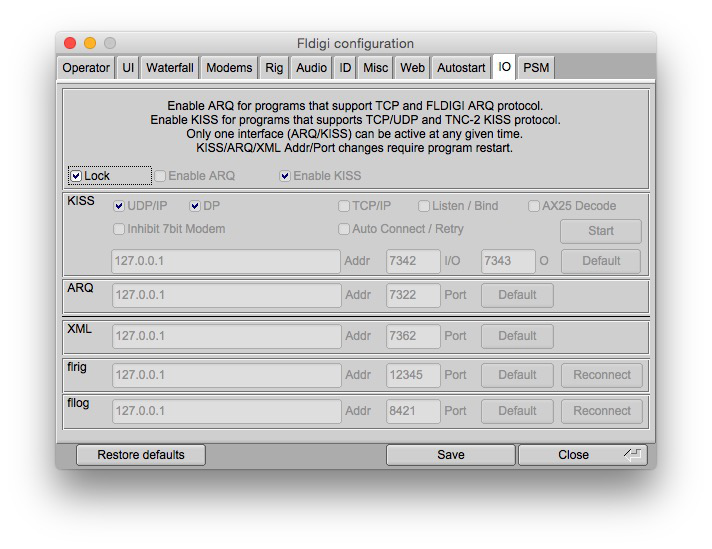 Fldigi configuration
Operator UI Waterfall Modems Rig Audio ID Misc Web Autostart IO PSM
Enable ARQ for programs that support TCP and FLDIGI ARQ protocol.
Enable KISS for programs that supports TCP/UDP and TNC-2 KISS protocol.
Only one interface (ARQ/KISS) can be active at any given time.
KISS/ARQ/XML Addr/Port changes require program restart.
Lock Enable ARQ Enable KISS
KISS UDP/IP DP TCP/IP Listen / Bind AX25 Decode
Inhibit 7bit Modem Auto Connect / Retry Start
127.0.0.1 Addr 7342 I/O 7343 O Default
ARQ 127.0.0.1 Addr 7322 Port Default
XML 127.0.0.1 Addr 7362 Port Default
flrig 127.0.0.1 Addr 12345 Port Default Reconnect
fllog 127.0.0.1 Addr 8421 Port Default Reconnect
Restore defaults Save Close